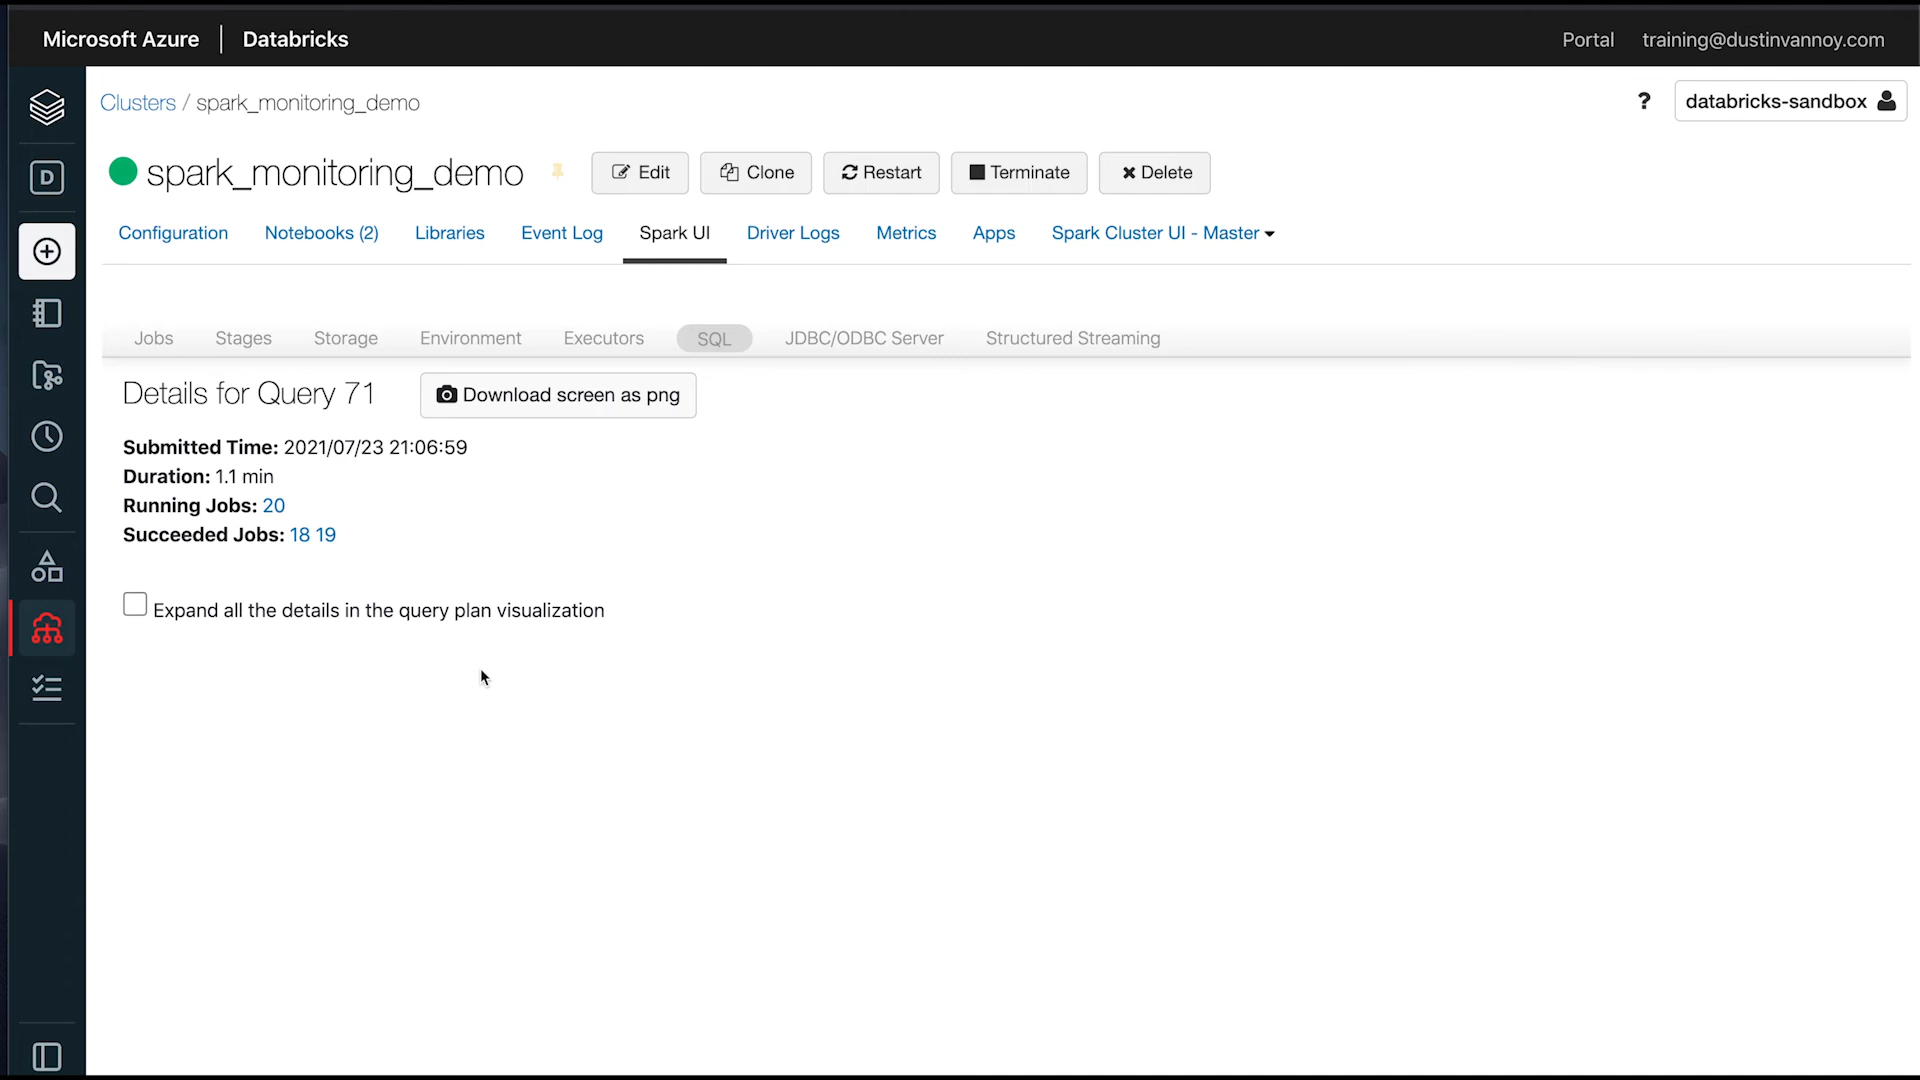 Microsoft Azure | Databricks
Portal training@dustinvannoy.com
Clusters / spark_monitoring_demo
? databricks-sandbox
D
spark_monitoring_demo Edit Clone Restart Terminate Delete
Configuration Notebooks (2) Libraries Event Log Spark UI Driver Logs Metrics Apps Spark Cluster UI - Master
Jobs Stages Storage Environment Executors SQL JDBC/ODBC Server Structured Streaming
Details for Query 71 Download screen as png
Submitted Time: 2021/07/23 21:06:59
Duration: 1.1 min
Running Jobs: 20
Succeeded Jobs: 18 19
Expand all the details in the query plan visualization